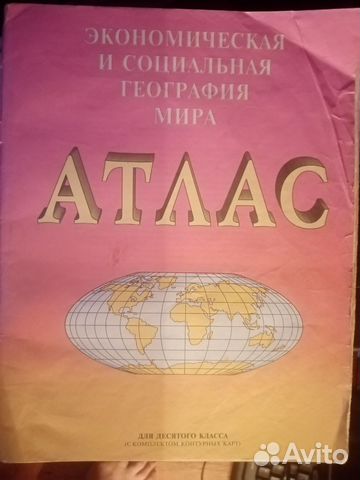 ЭКОНОМИЧЕСКАЯ
И СОЦИАЛЬНАЯ
ГЕОГРАФИЯ
МИРА
АТЛАС
ДЛЯ ДЕСЯТОГО КЛАССА
(С КОМПЛЕКТОМ КОНТУРНЫХ КАРТ)
Avito